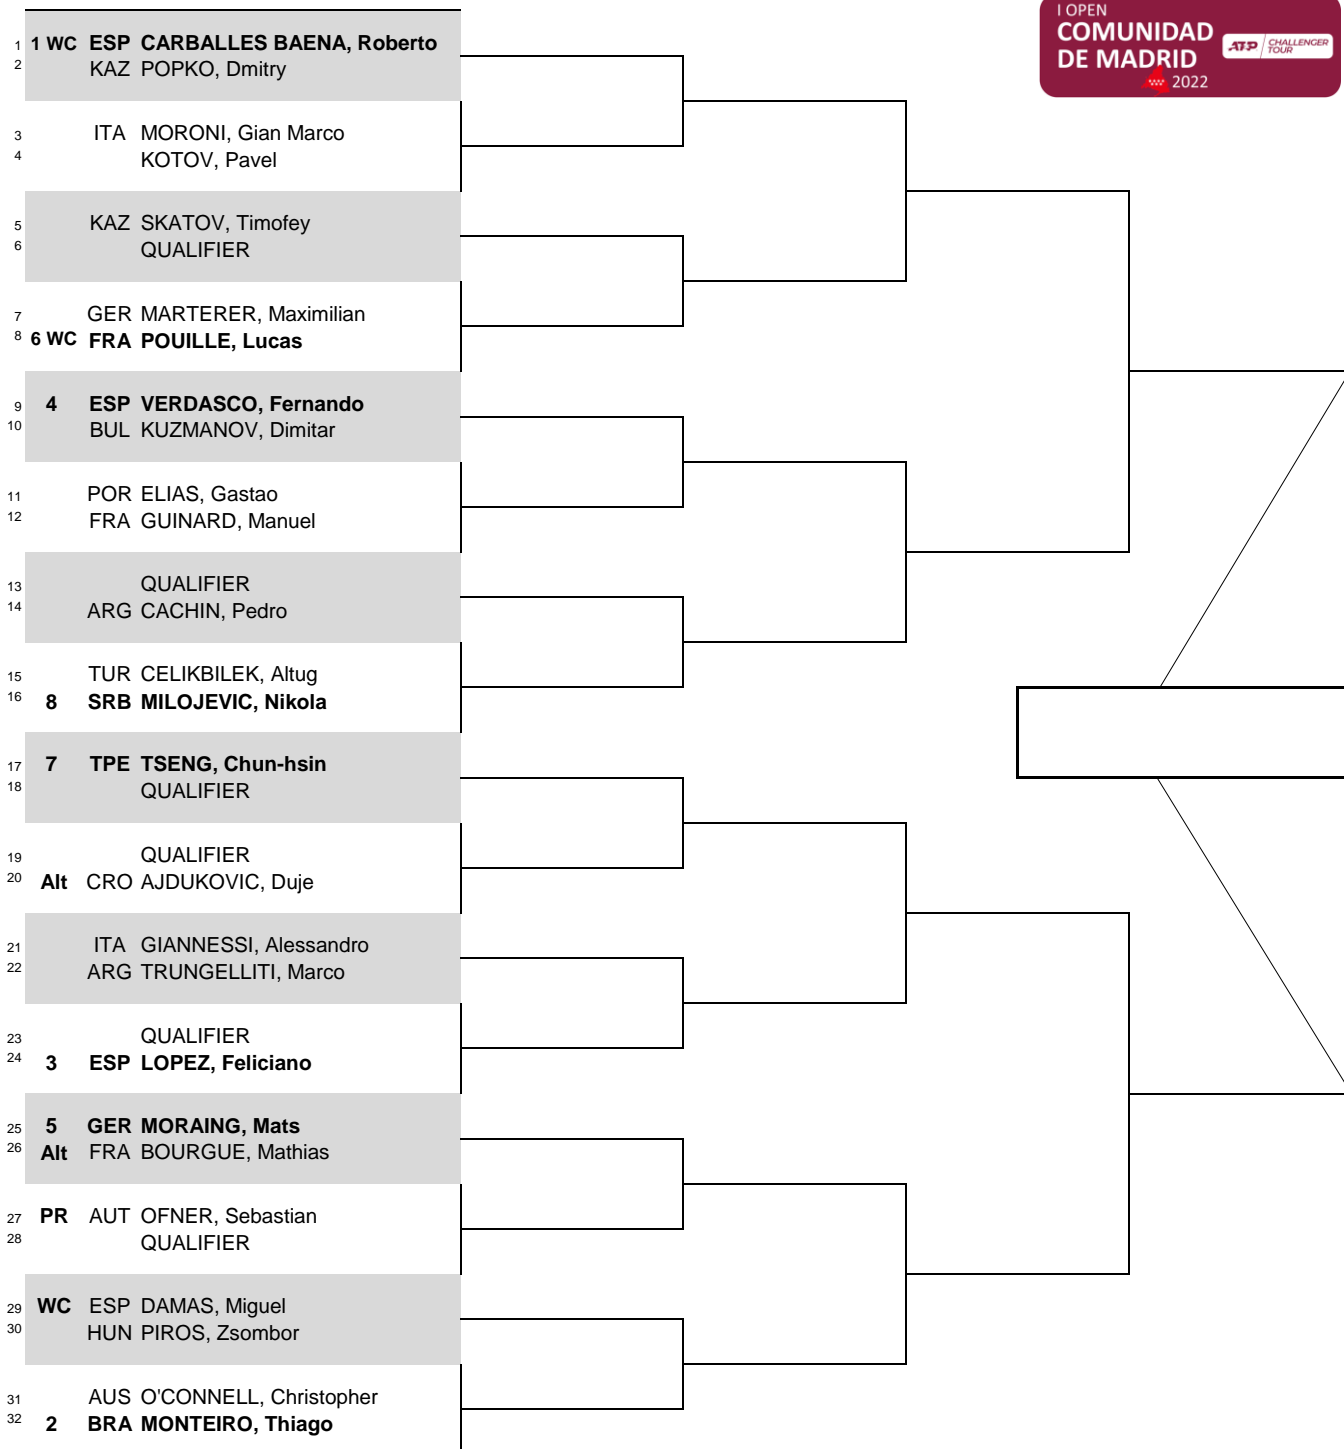 I OPEN
COMUNIDAD
DE MADRID
2022
ATP CHALLENGER TOUR
1 1 WC ESP CARBALLES BAENA, Roberto
2 KAZ POPKO, Dmitry
3 ITA MORONI, Gian Marco
4 KOTOV, Pavel
5 KAZ SKATOV, Timofey
6 QUALIFIER
7 GER MARTERER, Maximilian
8 6 WC FRA POUILLE, Lucas
9 4 ESP VERDASCO, Fernando
10 BUL KUZMANOV, Dimitar
11 POR ELIAS, Gastao
12 FRA GUINARD, Manuel
13 QUALIFIER
14 ARG CACHIN, Pedro
15 TUR CELIKBILEK, Altug
16 8 SRB MILOJEVIC, Nikola
17 7 TPE TSENG, Chun-hsin
18 QUALIFIER
19 QUALIFIER
20 Alt CRO AJDUKOVIC, Duje
21 ITA GIANNESSI, Alessandro
22 ARG TRUNGELLITI, Marco
23 QUALIFIER
24 3 ESP LOPEZ, Feliciano
25 5 GER MORAING, Mats
26 Alt FRA BOURGUE, Mathias
27 PR AUT OFNER, Sebastian
28 QUALIFIER
29 WC ESP DAMAS, Miguel
30 HUN PIROS, Zsombor
31 AUS O'CONNELL, Christopher
32 2 BRA MONTEIRO, Thiago